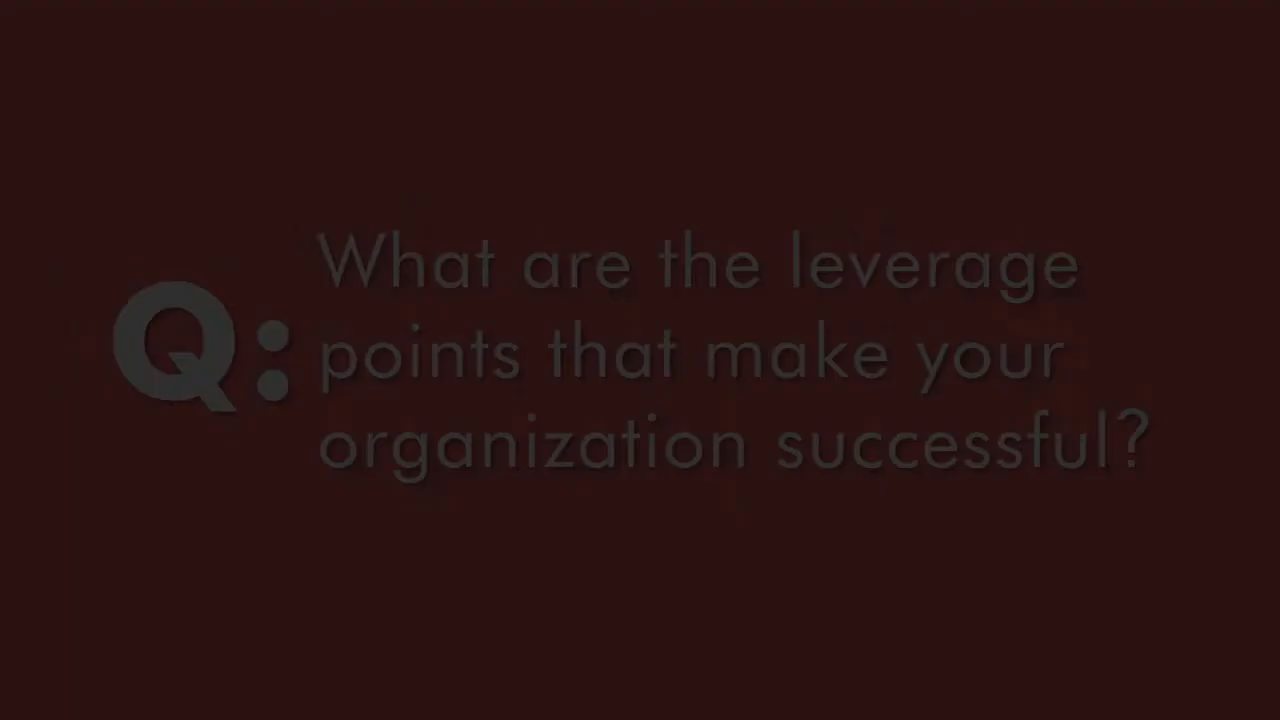 Q: What are the leverage
points that make your
organization successful?